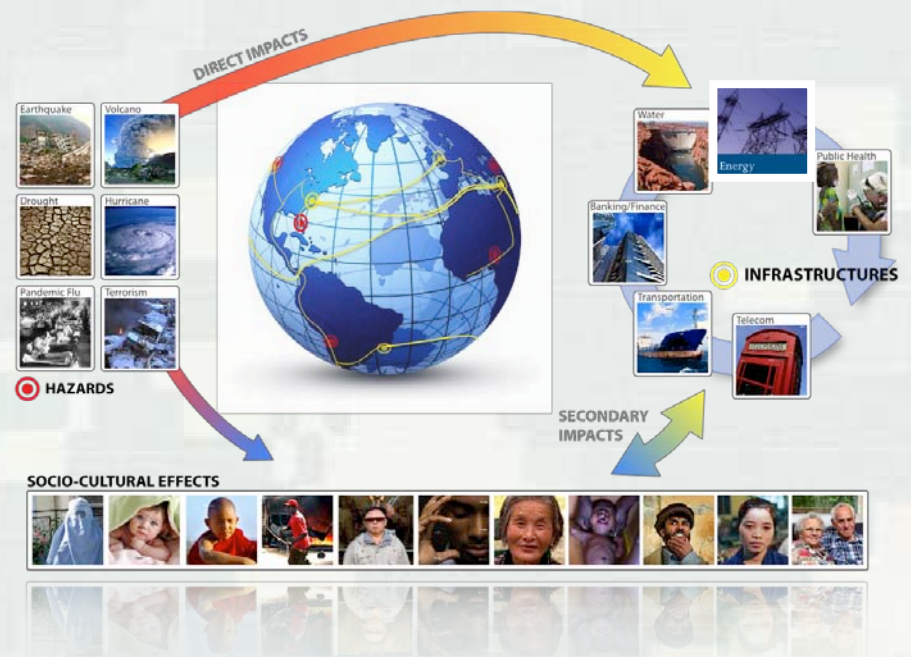 DIRECT IMPACTS
Earthquake
Volcano
Drought
Hurricane
Pandemic Flu
Terrorism
HAZARDS
Water
Energy
Public Health
Banking/Finance
INFRASTRUCTURES
Transportation
Telecom
TELEPHONE
SECONDARY
IMPACTS
SOCIO-CULTURAL EFFECTS